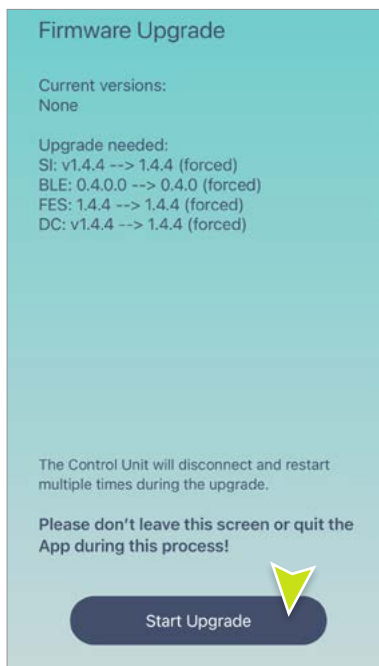 Firmware Upgrade
Current versions:
None
Upgrade needed:
SI: v1.4.4 --> 1.4.4 (forced)
BLE: 0.4.0.0 --> 0.4.0 (forced)
FES: 1.4.4 --> 1.4.4 (forced)
DC: v1.4.4 --> 1.4.4 (forced)
The Control Unit will disconnect and restart
multiple times during the upgrade.
Please don’t leave this screen or quit the
App during this process!
Start Upgrade